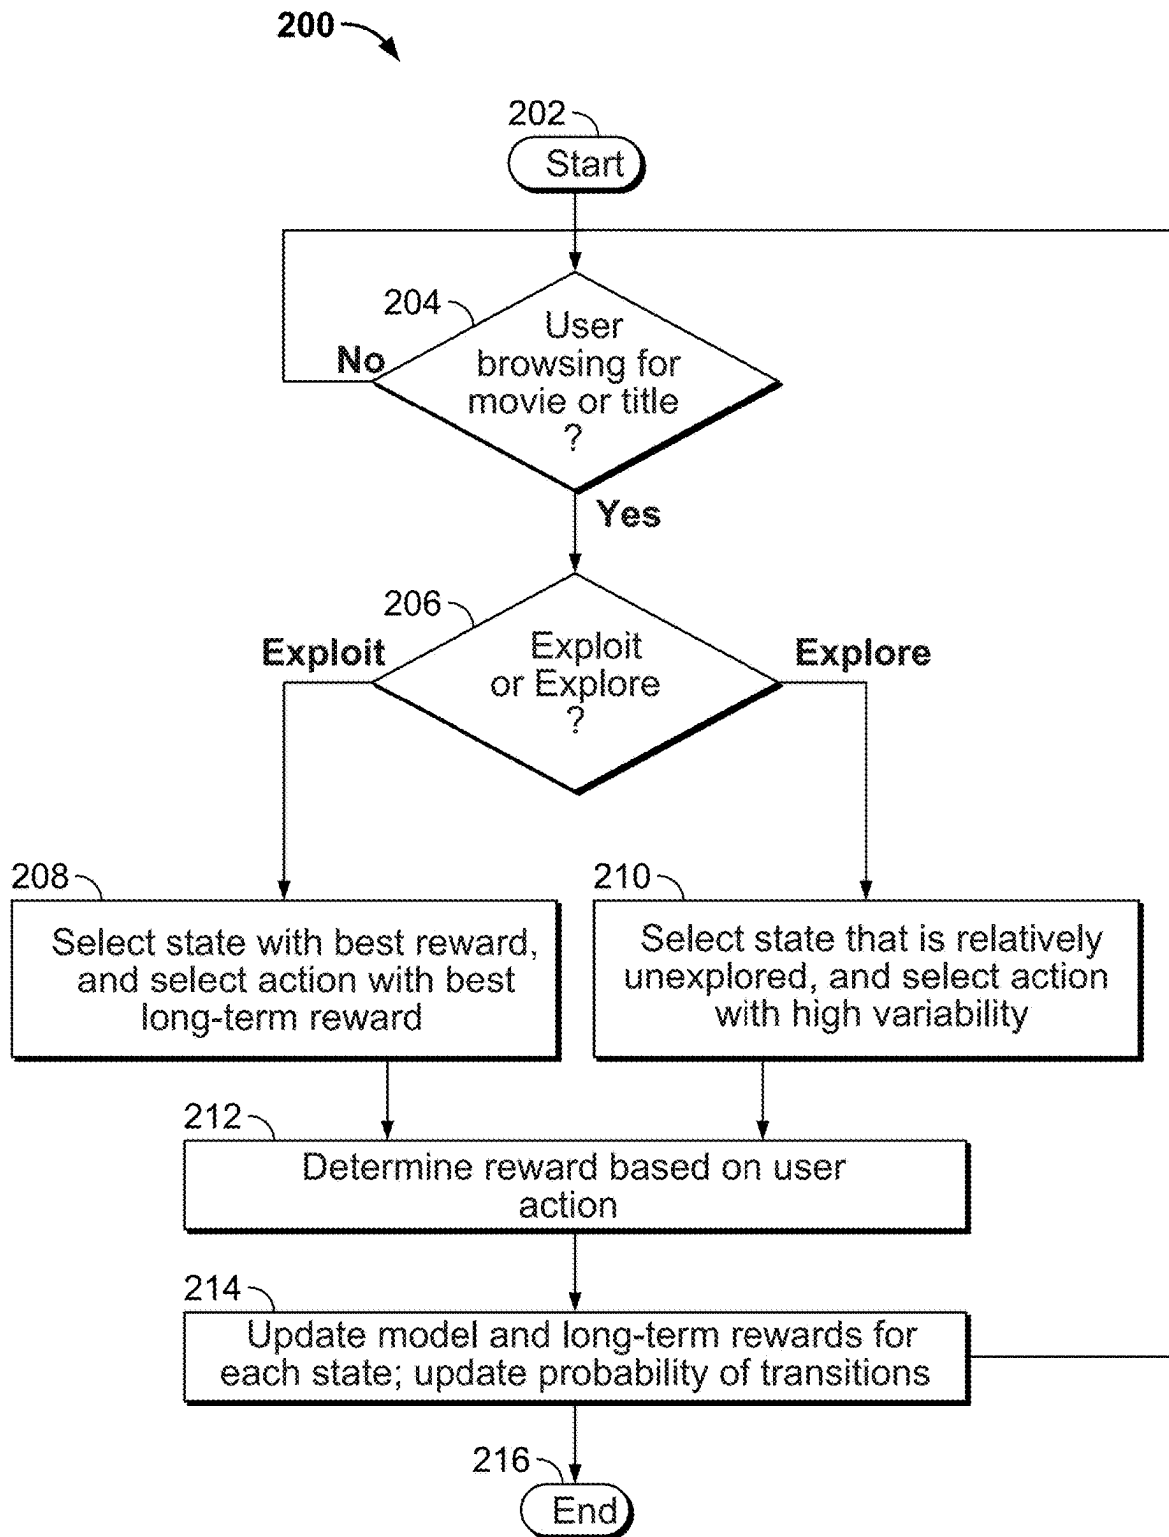 200
202
Start
204
User
browsing for
movie or title
?
No
Yes
206
Exploit
or Explore
?
Exploit
Explore
208
Select state with best reward,
and select action with best
long-term reward
210
Select state that is relatively
unexplored, and select action
with high variability
212
Determine reward based on user
action
214
Update model and long-term rewards for
each state; update probability of transitions
216
End